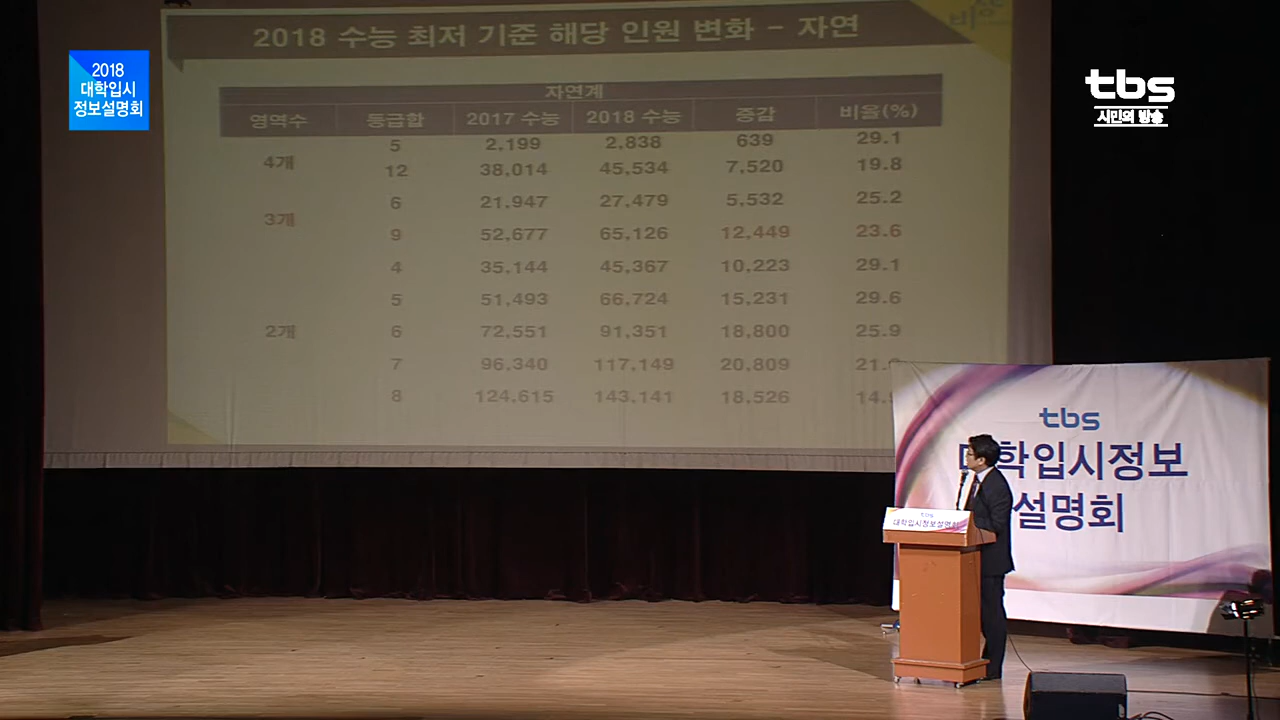 2018 수능 최저 기준 해당 인원 변화 - 자연
비상
2018
대학입시
정보설명회
tbs
시민의 방송
자연계
영역수 등급합 2017 수능 2018 수능 증감 비율(%)
4개 5 2,199 2,838 639 29.1
12 38,014 45,534 7,520 19.8
3개 6 21,947 27,479 5,532 25.2
9 52,677 65,126 12,449 23.6
4 35,144 45,367 10,223 29.1
5 51,493 66,724 15,231 29.6
2개 6 72,551 91,351 18,800 25.9
7 96,340 117,149 20,809 21.
8 124,615 143,141 18,526 14.
tbs
대학입시정보
설명회
tbs
대학입시정보설명회